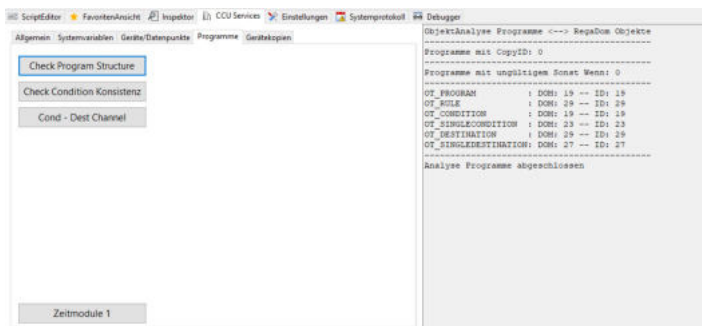 ScriptEditor FavoritenAnsicht Inspektor CCU Services Einstellungen Systemprotokoll Debugger
Allgemein Systemvariablen Geräte/Datenpunkte Programme Gerätekopien
Check Program Structure
Check Condition Konsistenz
Cond - Dest Channel
Zeitmodule 1
ObjektAnalyse Programme <--> RegaDom Objekte
------------------------------------------------
Programme mit CopyID: 0
------------------------------------------------
Programme mit ungültigem Sonst Wenn: 0
------------------------------------------------
OT_PROGRAM : DOM: 19 -- ID: 19
OT_RULE : DOM: 29 -- ID: 29
OT_CONDITION : DOM: 19 -- ID: 19
OT_SINGLECONDITION : DOM: 23 -- ID: 23
OT_DESTINATION : DOM: 29 -- ID: 29
OT_SINGLEDESTINATION: DOM: 27 -- ID: 27
------------------------------------------------
Analyse Programme abgeschlossen